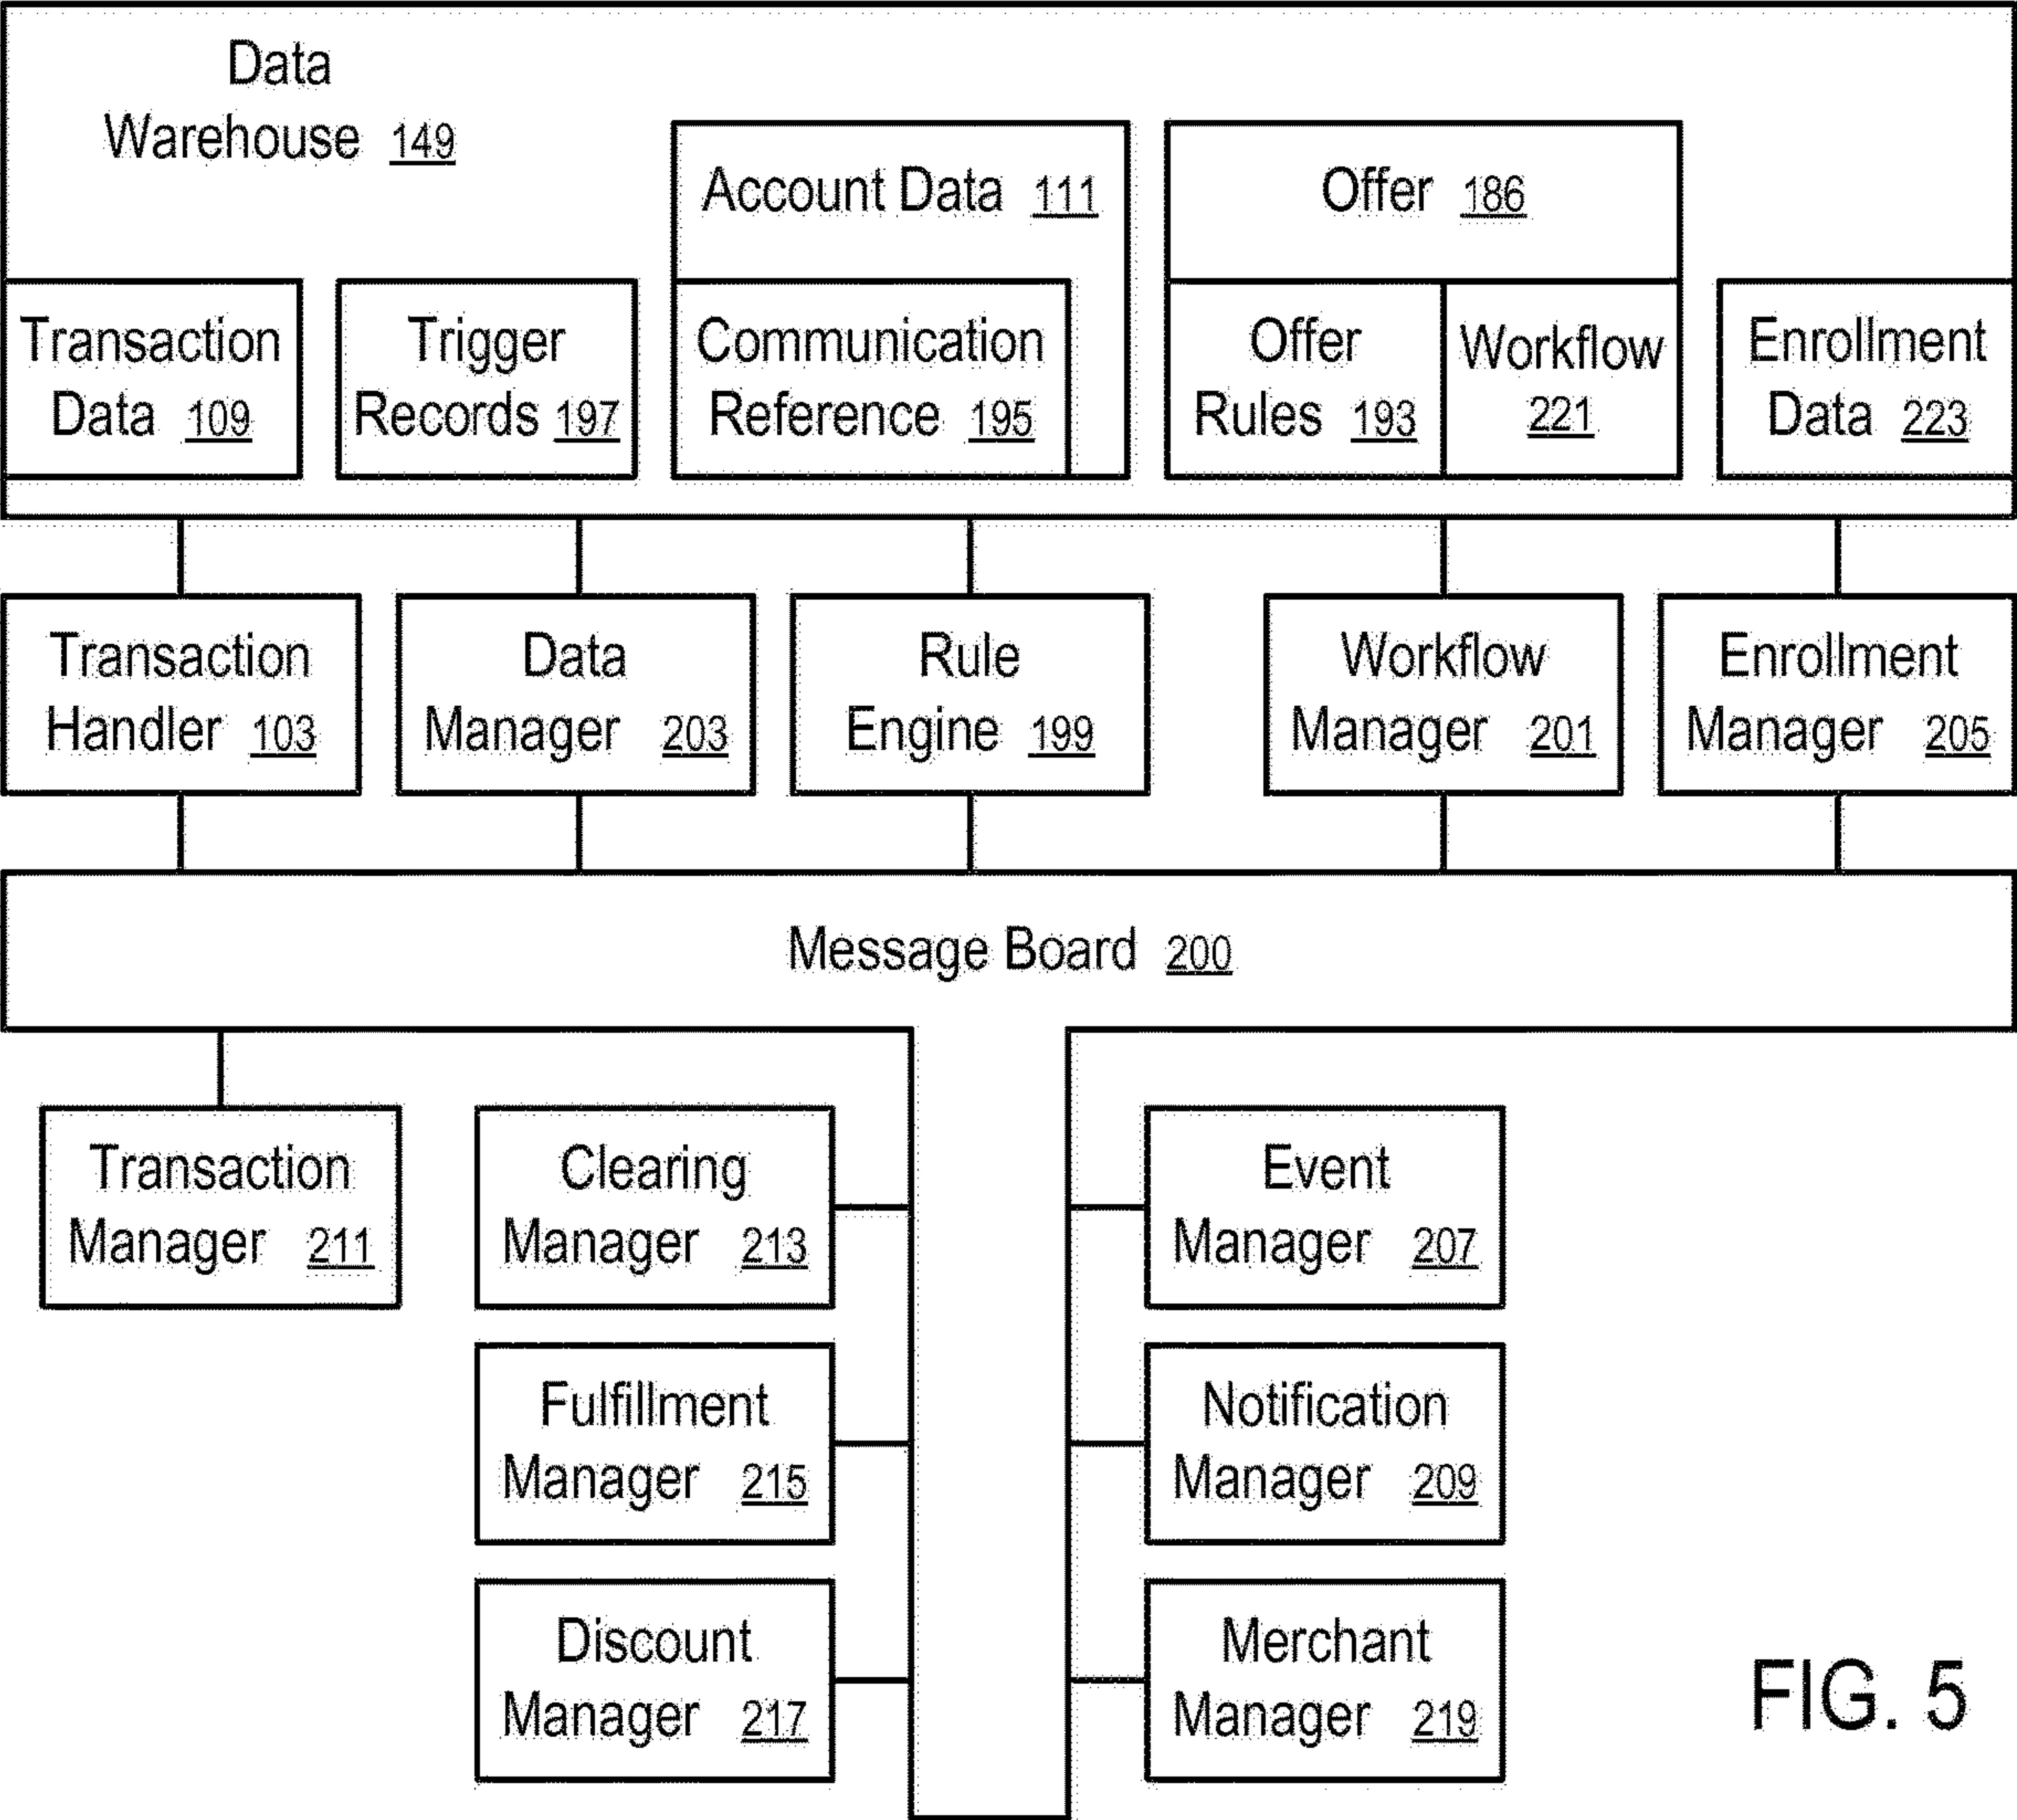 Data
Warehouse 149
Account Data 111
Offer 186
Transaction
Data 109
Trigger
Records 197
Communication
Reference 195
Offer
Rules 193
Workflow
221
Enrollment
Data 223
Transaction
Handler 103
Data
Manager 203
Rule
Engine 199
Workflow
Manager 201
Enrollment
Manager 205
Message Board 200
Transaction
Manager 211
Clearing
Manager 213
Event
Manager 207
Fulfillment
Manager 215
Notification
Manager 209
Discount
Manager 217
Merchant
Manager 219
FIG. 5